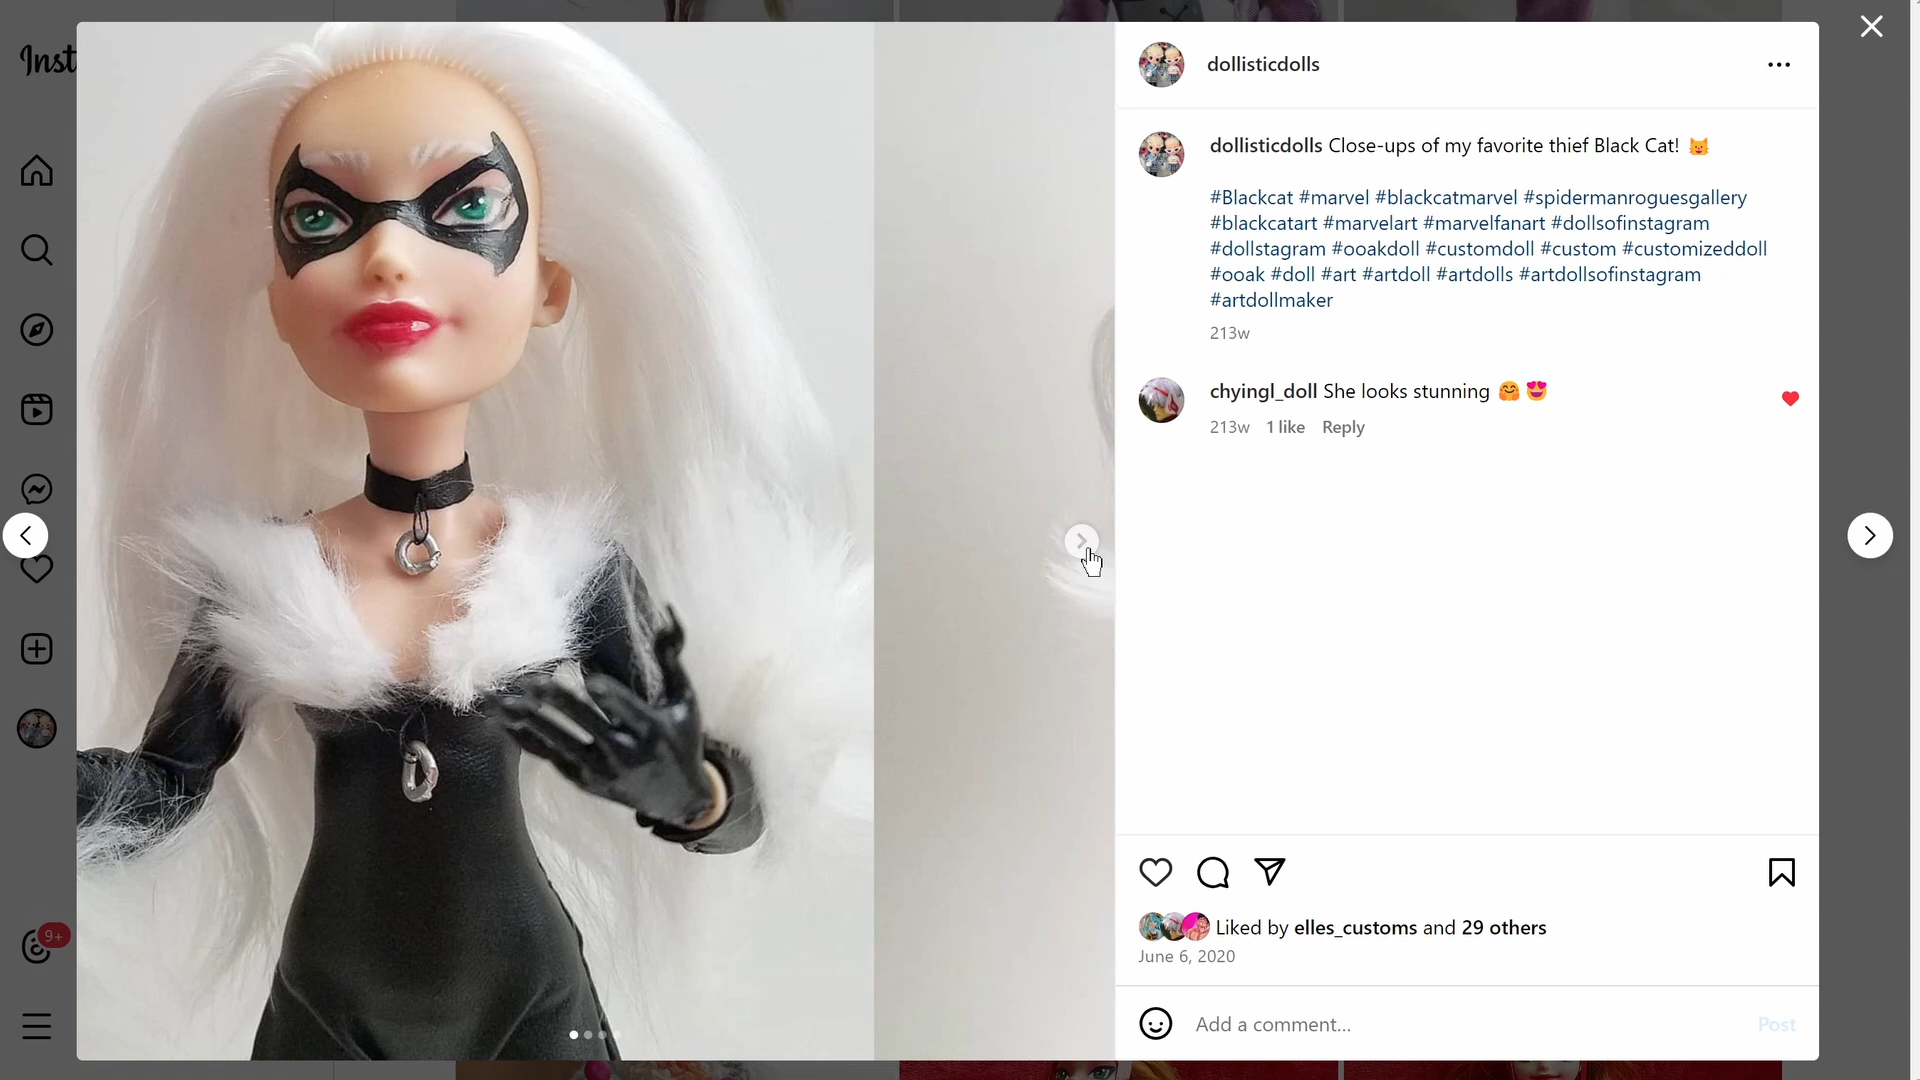 Inst
dollisticdolls
dollisticdolls Close-ups of my favorite thief Black Cat! 😼
#Blackcat #marvel #blackcatmarvel #spidermanroguesgallery
#blackcatart #marvelart #marvelfanart #dollsofinstagram
#dollstagram #ooakdoll #customdoll #custom #customizeddoll
#ooak #doll #art #artdoll #artdolls #artdollsofinstagram
#artdollmaker
213w
chyingl_doll She looks stunning 🤗 😍
213w 1 like Reply
Liked by elles_customs and 29 others
June 6, 2020
9+
Add a comment... Post